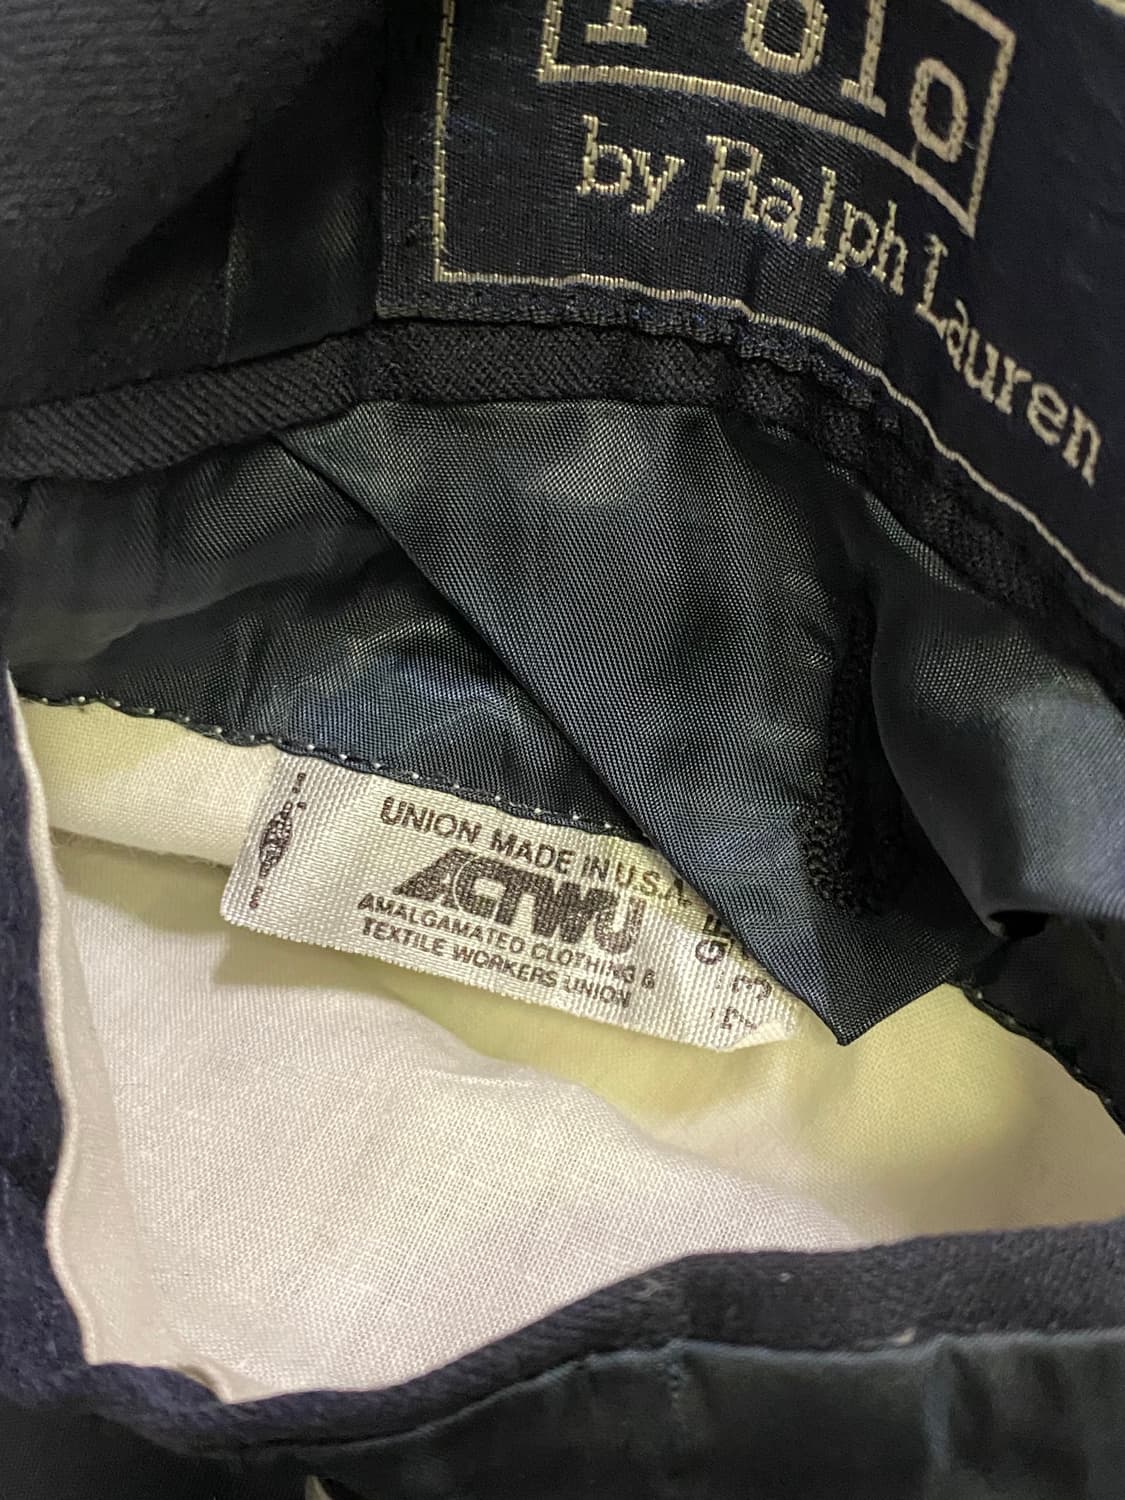 Polo
by Ralph Lauren
UNION MADE IN U.S.A.
ACTWU
AMALGAMATED CLOTHING &
TEXTILE WORKERS UNION